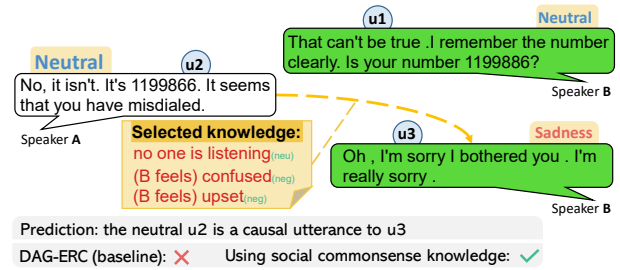 u1
Neutral
That can't be true .I remember the number
clearly. Is your number 1199886?
Speaker B
Neutral
u2
No, it isn't. It's 1199866. It seems
that you have misdialed.
Speaker A
Selected knowledge:
no one is listening(neu)
(B feels) confused(neg)
(B feels) upset(neg)
u3
Sadness
Oh , I'm sorry I bothered you . I'm
really sorry .
Speaker B
Prediction: the neutral u2 is a causal utterance to u3
DAG-ERC (baseline): ✗ Using social commonsense knowledge: ✓